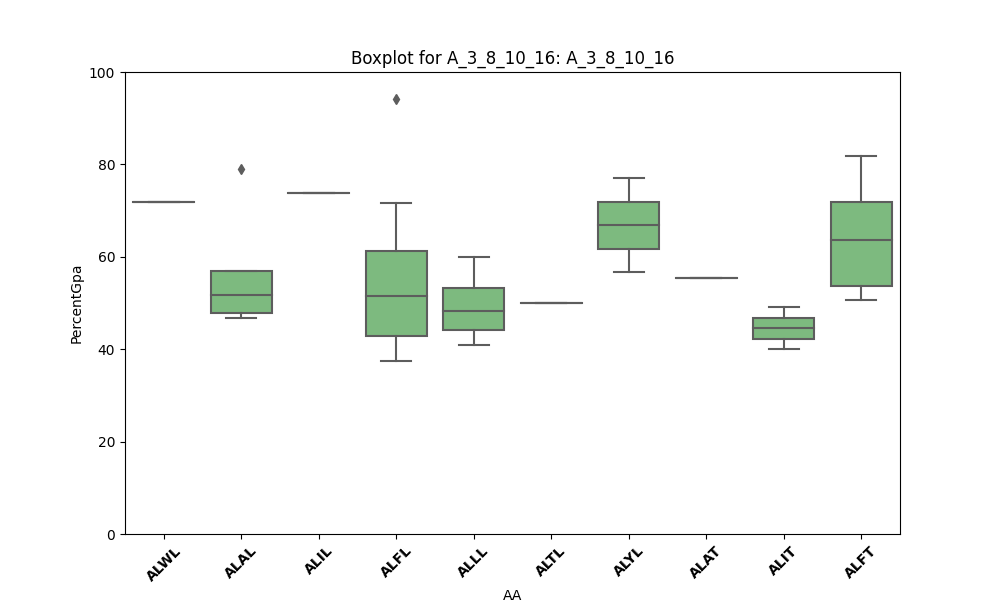 Boxplot for A_3_8_10_16: A_3_8_10_16
100
80
60
40
20
0
PercentGpa
ALWL
ALAL
ALIL
ALFL
ALLL
ALTL
ALYL
ALAT
ALIT
ALFT
AA